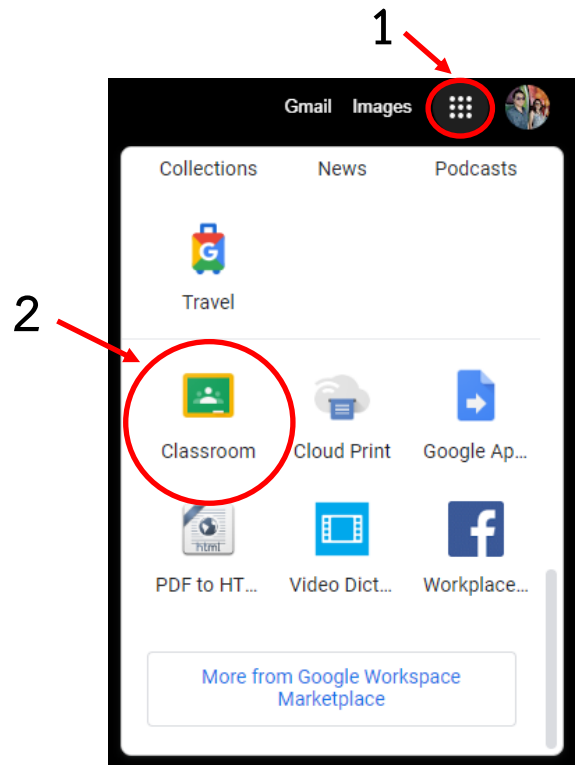 1
Gmail Images
Collections News Podcasts
G
Travel
2
Classroom Cloud Print Google Ap...
html
f
PDF to HT... Video Dict... Workplace...
More from Google Workspace
Marketplace